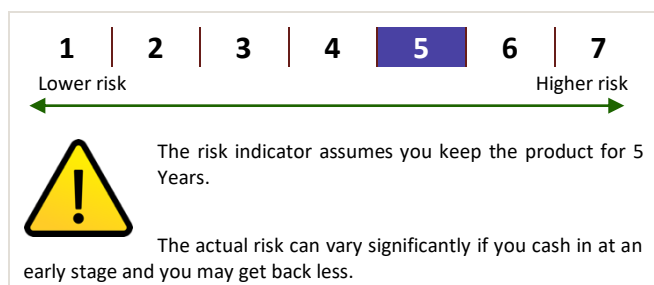 1 2 3 4 5 6 7
Lower risk Higher risk
The risk indicator assumes you keep the product for 5
Years.
The actual risk can vary significantly if you cash in at an
early stage and you may get back less.